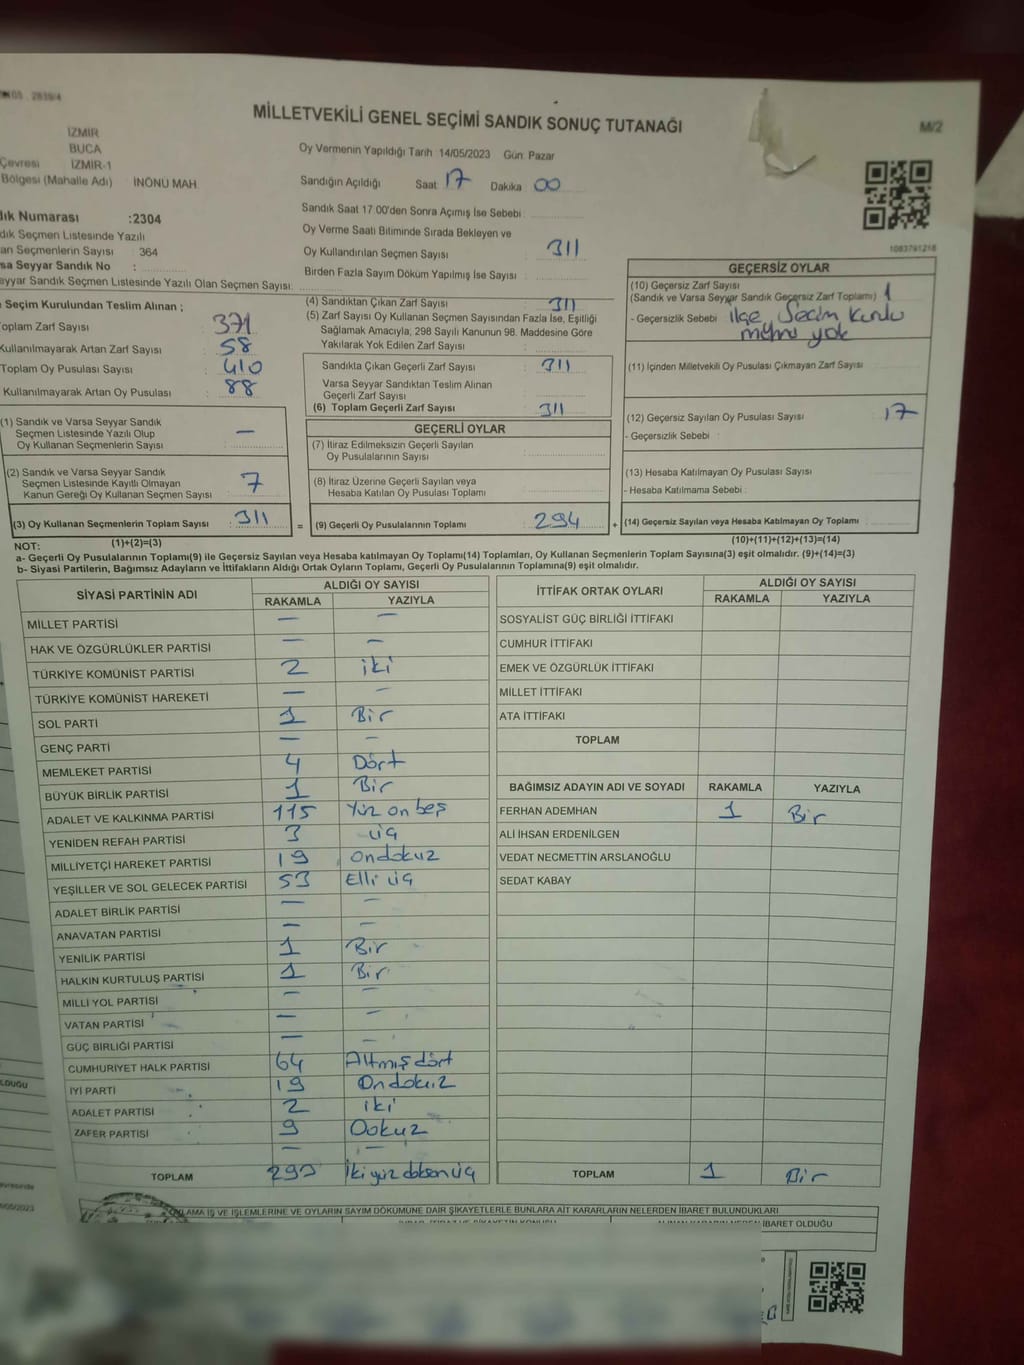 MİLLETVEKİLİ GENEL SEÇİMİ SANDIK SONUÇ TUTANAĞI
M/2
İZMİR
BUCA
Çevresi İZMİR-1
Bölgesi (Mahalle Adı) İNÖNÜ MAH.
Oy Vermenin Yapıldığı Tarih 14/05/2023 Gün: Pazar
Sandığın Açıldığı Saat 17 Dakika 00
Sandık Saat 17:00'den Sonra Açımış İse Sebebi :
Oy Verme Saati Bitiminde Sırada Bekleyen ve
Oy Kullandırılan Seçmen Sayısı 311
Birden Fazla Sayım Döküm Yapılmış İse Sayısı :
Numarası :2304
Seçmen Listesinde Yazılı
Seçmenlerin Sayısı : 364
Varsa Seyyar Sandık No :
Seyyar Sandık Seçmen Listesinde Yazılı Olan Seçmen Sayısı:
1083791216
Seçim Kurulundan Teslim Alınan ;
Toplam Zarf Sayısı 371
Kullanılmayarak Artan Zarf Sayısı 58
Toplam Oy Pusulası Sayısı 410
Kullanılmayarak Artan Oy Pusulası 88
(1) Sandık ve Varsa Seyyar Sandık
Seçmen Listesinde Yazılı Olup
Oy Kullanan Seçmenlerin Sayısı —
(2) Sandık ve Varsa Seyyar Sandık
Seçmen Listesinde Kayıtlı Olmayan
Kanun Gereği Oy Kullanan Seçmen Sayısı 7
(3) Oy Kullanan Seçmenlerin Toplam Sayısı : 311
(1)+(2)=(3)
(4) Sandıktan Çıkan Zarf Sayısı 311
(5) Zarf Sayısı Oy Kullanan Seçmen Sayısından Fazla İse, Eşitliği
Sağlamak Amacıyla, 298 Sayılı Kanunun 98. Maddesine Göre
Yakılarak Yok Edilen Zarf Sayısı :
Sandıkta Çıkan Geçerli Zarf Sayısı : 311
Varsa Seyyar Sandıktan Teslim Alınan
Geçerli Zarf Sayısı
(6) Toplam Geçerli Zarf Sayısı : 311
GEÇERLİ OYLAR
(7) İtiraz Edilmeksizin Geçerli Sayılan
Oy Pusulalarının Sayısı
(8) İtiraz Üzerine Geçerli Sayılan veya
Hesaba Katılan Oy Pusulası Toplamı
= (9) Geçerli Oy Pusulalarının Toplamı 294 +
GEÇERSİZ OYLAR
(10) Geçersiz Zarf Sayısı
(Sandık ve Varsa Seyyar Sandık Geçersiz Zarf Toplamı) 1
- Geçersizlik Sebebi : ilçe Seçim Kurulu
mührü yok
(11) İçinden Milletvekili Oy Pusulası Çıkmayan Zarf Sayısı
(12) Geçersiz Sayılan Oy Pusulası Sayısı : 17
- Geçersizlik Sebebi :
(13) Hesaba Katılmayan Oy Pusulası Sayısı
- Hesaba Katılmama Sebebi :
(14) Geçersiz Sayılan veya Hesaba Katılmayan Oy Toplamı
(10)+(11)+(12)+(13)=(14)
NOT:
a- Geçerli Oy Pusulalarının Toplamı(9) ile Geçersiz Sayılan veya Hesaba katılmayan Oy Toplamı(14) Toplamları, Oy Kullanan Seçmenlerin Toplam Sayısına(3) eşit olmalıdır. (9)+(14)=(3)
b- Siyasi Partilerin, Bağımsız Adayların ve İttifakların Aldığı Ortak Oyların Toplamı, Geçerli Oy Pusulalarının Toplamına(9) eşit olmalıdır.
SİYASİ PARTİNİN ADI ALDIĞI OY SAYISI
RAKAMLA YAZIYLA
MİLLET PARTİSİ — —
HAK VE ÖZGÜRLÜKLER PARTİSİ — —
TÜRKİYE KOMÜNİST PARTİSİ 2 iki
TÜRKİYE KOMÜNİST HAREKETİ — —
SOL PARTİ 1 Bir
GENÇ PARTİ — —
MEMLEKET PARTİSİ 4 Dört
BÜYÜK BİRLİK PARTİSİ 1 Bir
ADALET VE KALKINMA PARTİSİ 115 Yüz on beş
YENİDEN REFAH PARTİSİ 3 üç
MİLLİYETÇİ HAREKET PARTİSİ 19 ondokuz
YEŞİLLER VE SOL GELECEK PARTİSİ 53 Elli üç
ADALET BİRLİK PARTİSİ — —
ANAVATAN PARTİSİ — —
YENİLİK PARTİSİ 1 Bir
HALKIN KURTULUŞ PARTİSİ 1 Bir
MİLLİ YOL PARTİSİ — —
VATAN PARTİSİ — —
GÜÇ BİRLİĞİ PARTİSİ — —
CUMHURİYET HALK PARTİSİ 64 Altmış dört
İYİ PARTİ 19 Ondokuz
ADALET PARTİSİ 2 iki
ZAFER PARTİSİ 9 Dokuz
— —
TOPLAM 293 İki yüz doksan üç
İTTİFAK ORTAK OYLARI ALDIĞI OY SAYISI
RAKAMLA YAZIYLA
SOSYALİST GÜÇ BİRLİĞİ İTTİFAKI
CUMHUR İTTİFAKI
EMEK VE ÖZGÜRLÜK İTTİFAKI
MİLLET İTTİFAKI
ATA İTTİFAKI
TOPLAM
BAĞIMSIZ ADAYIN ADI VE SOYADI RAKAMLA YAZIYLA
FERHAN ADEMHAN 1 Bir
ALİ İHSAN ERDENİLGEN
VEDAT NECMETTİN ARSLANOĞLU
SEDAT KABAY
TOPLAM 1 Bir
İŞ VE İŞLEMLERİNE VE OYLARIN SAYIM DÖKÜMÜNE DAİR ŞİKAYETLERLE BUNLARA AİT KARARLARIN NELERDEN İBARET BULUNDUKLARI
İBARET OLDUĞU